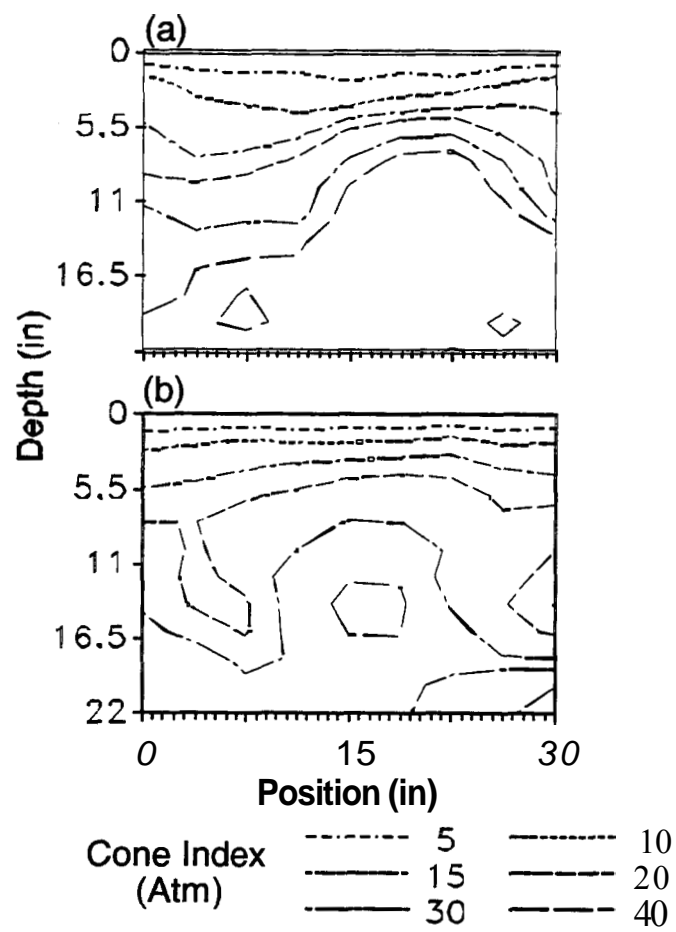 (a)
0
5.5
11
16.5
Depth (in)
(b)
0
5.5
11
16.5
22
0 15 30
Position (in)
Cone Index
(Atm)
5 10
15 20
30 40